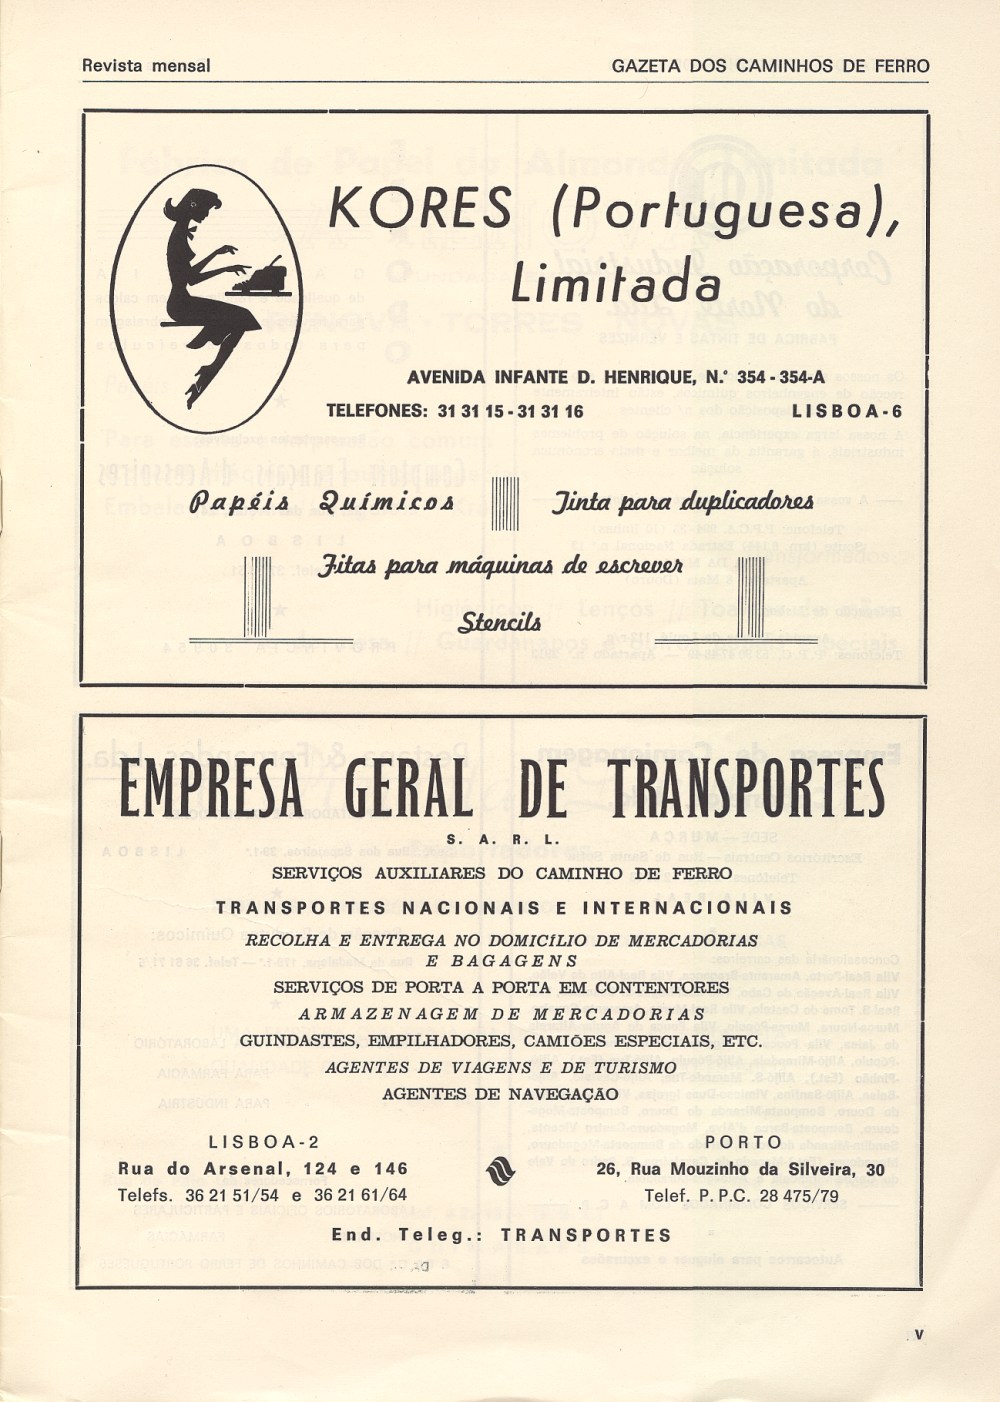 Revista mensal
GAZETA DOS CAMINHOS DE FERRO
KORES (Portuguesa),
Limitada
AVENIDA INFANTE D. HENRIQUE, N.º 354-354-A
TELEFONES: 31 31 15-31 31 16
LISBOA-6
Papéis Químicos
Tinta para duplicadores
Fitas para máquinas de escrever
Stencils
EMPRESA GERAL DE TRANSPORTES
S. A. R. L.
SERVIÇOS AUXILIARES DO CAMINHO DE FERRO
TRANSPORTES NACIONAIS E INTERNACIONAIS
RECOLHA E ENTREGA NO DOMICÍLIO DE MERCADORIAS
E BAGAGENS
SERVIÇOS DE PORTA A PORTA EM CONTENTORES
ARMAZENAGEM DE MERCADORIAS
GUINDASTES, EMPILHADORES, CAMIÕES ESPECIAIS, ETC.
AGENTES DE VIAGENS E DE TURISMO
AGENTES DE NAVEGAÇÃO
LISBOA-2
Rua do Arsenal, 124 e 146
Telefs. 36 21 51/54 e 36 21 61/64
PORTO
26, Rua Mouzinho da Silveira, 30
Telef. P. P. C. 28 475/79
End. Teleg.: TRANSPORTES
V